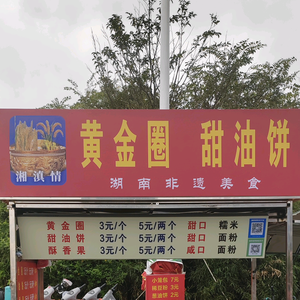 黄金圈 甜油饼
湘滇情
湖南非遗美食
黄金圈 3元/个 5元/两个 甜口 糯米
甜油饼 3元/个 5元/两个 甜口 面粉
酥香果 3元/个 5元/两个 咸口 面粉